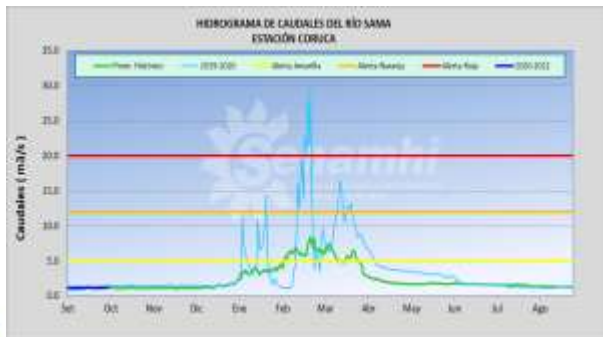 HIDROGRAMA DE CAUDALES DEL RÍO SAMA
ESTACIÓN CORUCA
35.0
Prom. Histórico 2019-2020 Alerta Amarilla Alerta Naranja Alerta Roja 2020-2021
30.0
25.0
20.0
Senamhi
15.0
10.0
5.0
0.0
Caudales ( m3/s )
Set Oct Nov Dic Ene Feb Mar Abr May Jun Jul Ago